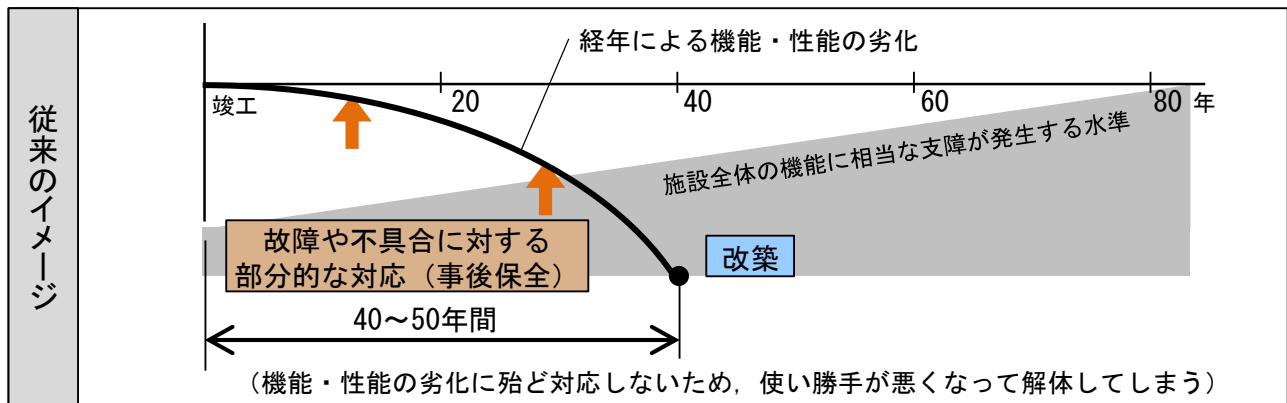 従来のイメージ
経年による機能・性能の劣化
竣工
20
40
60
80 年
施設全体の機能に相当な支障が発生する水準
故障や不具合に対する
部分的な対応（事後保全）
改築
40～50年間
（機能・性能の劣化に殆ど対応しないため，使い勝手が悪くなって解体してしまう）